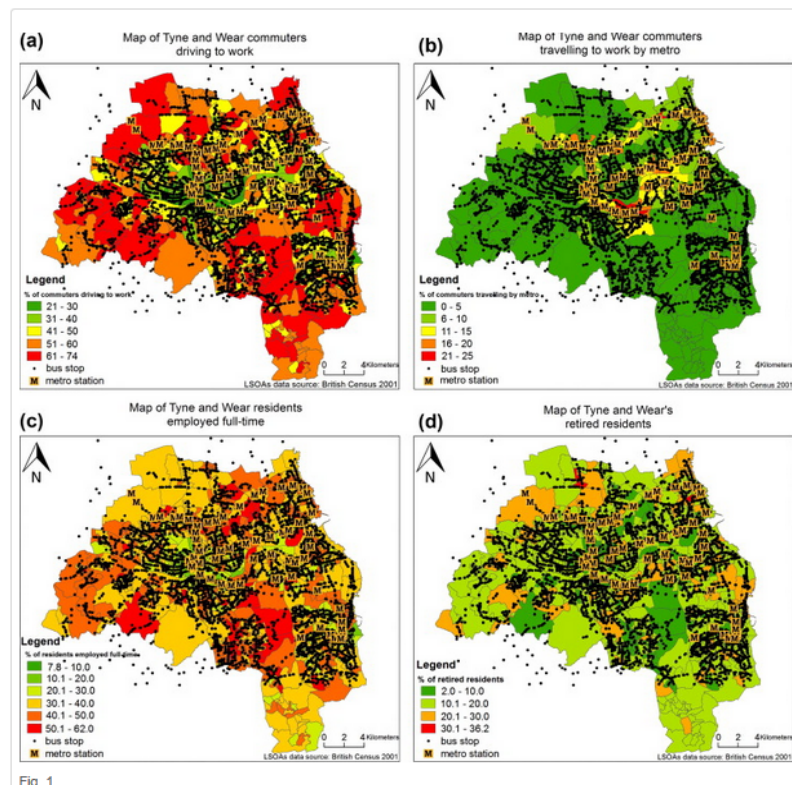 (a)
Map of Tyne and Wear commuters
driving to work
N
Legend
% of commuters driving to work
21 - 30
31 - 40
41 - 50
51 - 60
61 - 74
bus stop
M metro station
0 2 4 Kilometers
LSOAs data source: British Census 2001
(b)
Map of Tyne and Wear commuters
travelling to work by metro
N
Legend
% of commuters travelling by metro
0 - 5
6 - 10
11 - 15
16 - 20
21 - 25
bus stop
M metro station
0 2 4 Kilometers
LSOAs data source: British Census 2001
(c)
Map of Tyne and Wear residents
employed full-time
N
Legend
% of residents employed full-time
7.8 - 10.0
10.1 - 20.0
20.1 - 30.0
30.1 - 40.0
40.1 - 50.0
50.1 - 62.0
bus stop
M metro station
0 2 4 Kilometers
LSOAs data source: British Census 2001
(d)
Map of Tyne and Wear's
retired residents
N
Legend
% of retired residents
2.0 - 10.0
10.1 - 20.0
20.1 - 30.0
30.1 - 36.2
bus stop
M metro station
0 2 4 Kilometers
LSOAs data source: British Census 2001
Fig. 1